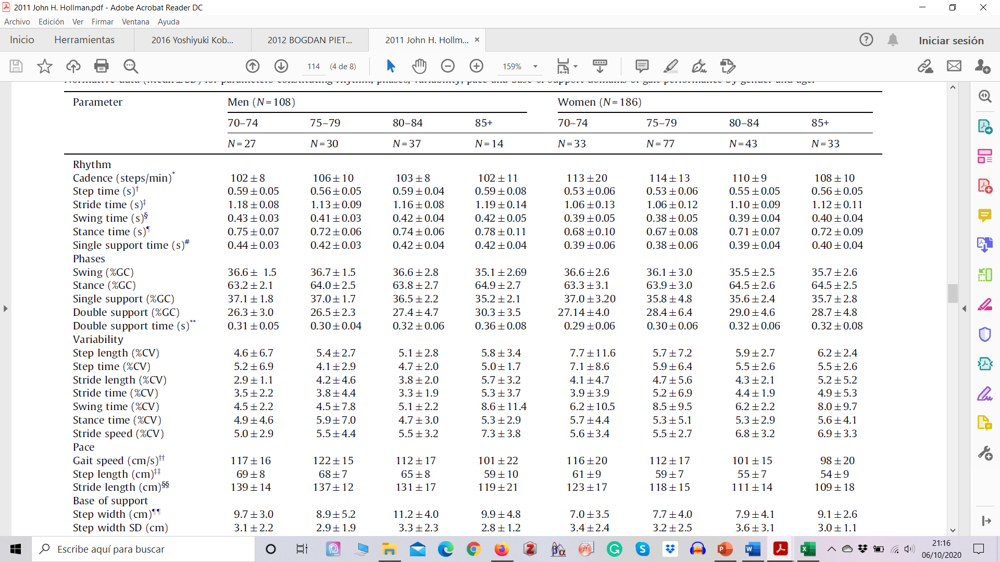 2011 John H. Hollman.pdf - Adobe Acrobat Reader DC
Archivo Edición Ver Firmar Ventana Ayuda
Inicio Herramientas 2016 Yoshiyuki Kob... 2012 BOGDAN PIET... 2011 John H. Hollm... × Iniciar sesión
114 (4 de 8) 159%
Normative data (Mean ± SD) for parameters constituting rhythm, phases, variability, pace and base of support domains of gait performance by gender and age.
Parameter Men (N = 108) Women (N = 186)
70–74 75–79 80–84 85+ 70–74 75–79 80–84 85+
N = 27 N = 30 N = 37 N = 14 N = 33 N = 77 N = 43 N = 33
Rhythm
Cadence (steps/min)* 102 ± 8 106 ± 10 103 ± 8 102 ± 11 113 ± 20 114 ± 13 110 ± 9 108 ± 10
Step time (s)† 0.59 ± 0.05 0.56 ± 0.05 0.59 ± 0.04 0.59 ± 0.08 0.53 ± 0.06 0.53 ± 0.06 0.55 ± 0.05 0.56 ± 0.05
Stride time (s)‡ 1.18 ± 0.08 1.13 ± 0.09 1.16 ± 0.08 1.19 ± 0.14 1.06 ± 0.13 1.06 ± 0.12 1.10 ± 0.09 1.12 ± 0.11
Swing time (s)§ 0.43 ± 0.03 0.41 ± 0.03 0.42 ± 0.04 0.42 ± 0.05 0.39 ± 0.05 0.38 ± 0.05 0.39 ± 0.04 0.40 ± 0.04
Stance time (s)¶ 0.75 ± 0.07 0.72 ± 0.06 0.74 ± 0.06 0.78 ± 0.11 0.68 ± 0.10 0.67 ± 0.08 0.71 ± 0.07 0.72 ± 0.09
Single support time (s)# 0.44 ± 0.03 0.42 ± 0.03 0.42 ± 0.04 0.42 ± 0.04 0.39 ± 0.06 0.38 ± 0.06 0.39 ± 0.04 0.40 ± 0.04
Phases
Swing (%GC) 36.6 ± 1.5 36.7 ± 1.5 36.6 ± 2.8 35.1 ± 2.69 36.6 ± 2.6 36.1 ± 3.0 35.5 ± 2.5 35.7 ± 2.6
Stance (%GC) 63.2 ± 2.1 64.0 ± 2.5 63.8 ± 2.7 64.9 ± 2.7 63.3 ± 3.1 63.9 ± 3.0 64.5 ± 2.6 64.5 ± 2.5
Single support (%GC) 37.1 ± 1.8 37.0 ± 1.7 36.5 ± 2.2 35.2 ± 2.1 37.0 ± 3.20 35.8 ± 4.8 35.6 ± 2.4 35.7 ± 2.8
Double support (%GC) 26.3 ± 3.0 26.5 ± 2.3 27.4 ± 4.7 30.3 ± 3.5 27.14 ± 4.0 28.4 ± 6.4 29.0 ± 4.6 28.7 ± 4.8
Double support time (s)** 0.31 ± 0.05 0.30 ± 0.04 0.32 ± 0.06 0.36 ± 0.08 0.29 ± 0.06 0.30 ± 0.06 0.32 ± 0.06 0.32 ± 0.08
Variability
Step length (%CV) 4.6 ± 6.7 5.4 ± 2.7 5.1 ± 2.8 5.8 ± 3.4 7.7 ± 11.6 5.7 ± 7.2 5.9 ± 2.7 6.2 ± 2.4
Step time (%CV) 5.2 ± 6.9 4.1 ± 2.9 4.7 ± 2.0 5.0 ± 1.7 7.1 ± 8.6 5.9 ± 6.4 5.5 ± 2.6 5.5 ± 2.6
Stride length (%CV) 2.9 ± 1.1 4.2 ± 4.6 3.8 ± 2.0 5.7 ± 3.2 4.1 ± 4.7 4.7 ± 5.6 4.3 ± 2.1 5.2 ± 5.2
Stride time (%CV) 3.5 ± 2.2 3.8 ± 4.4 3.3 ± 1.9 5.3 ± 3.7 3.9 ± 3.9 5.2 ± 6.9 4.4 ± 1.9 4.9 ± 5.3
Swing time (%CV) 4.5 ± 2.2 4.5 ± 7.8 5.1 ± 2.2 8.6 ± 11.4 6.2 ± 10.5 8.5 ± 9.5 6.2 ± 2.2 8.0 ± 9.7
Stance time (%CV) 4.9 ± 4.6 5.9 ± 7.0 4.7 ± 3.0 5.3 ± 2.9 5.7 ± 4.4 5.3 ± 5.1 5.3 ± 2.9 5.6 ± 4.1
Stride speed (%CV) 5.0 ± 2.9 5.5 ± 4.4 5.5 ± 3.2 7.3 ± 3.8 5.6 ± 3.4 5.5 ± 2.7 6.8 ± 3.2 6.9 ± 3.3
Pace
Gait speed (cm/s)†† 117 ± 16 122 ± 15 112 ± 17 101 ± 22 116 ± 20 112 ± 17 101 ± 15 98 ± 20
Step length (cm)‡‡ 69 ± 8 68 ± 7 65 ± 8 59 ± 10 61 ± 9 59 ± 7 55 ± 7 54 ± 9
Stride length (cm)§§ 139 ± 14 137 ± 12 131 ± 17 119 ± 21 123 ± 17 118 ± 15 111 ± 14 109 ± 18
Base of support
Step width (cm)¶¶ 9.7 ± 3.0 8.9 ± 5.2 11.2 ± 4.0 9.9 ± 4.8 7.0 ± 3.5 7.7 ± 4.0 7.9 ± 4.1 9.1 ± 2.6
Step width SD (cm) 3.1 ± 2.2 2.9 ± 1.9 3.3 ± 2.3 2.8 ± 1.2 3.4 ± 2.4 3.2 ± 2.5 3.6 ± 3.1 3.0 ± 1.1
Escribe aquí para buscar
21:16
06/10/2020